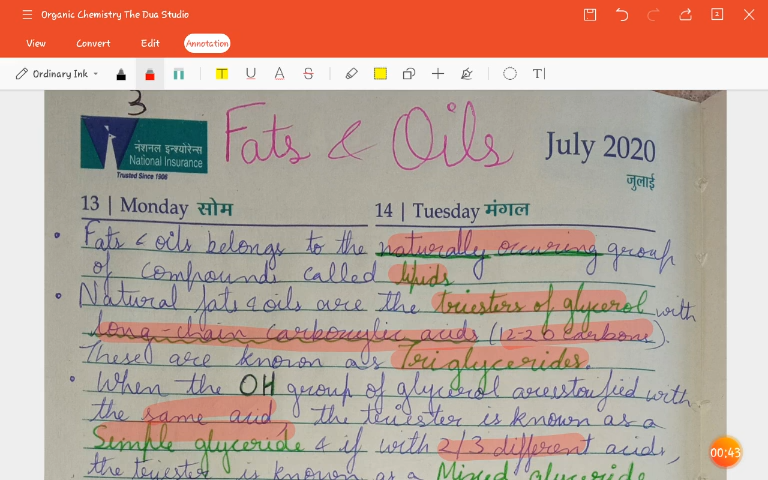 Organic Chemistry The Dua Studio
View Convert Edit Annotation
Ordinary Ink
3
Fats & Oils
नेशनल इन्श्योरेन्स
National Insurance
Trusted Since 1906
July 2020
जुलाई
13 | Monday सोम
14 | Tuesday मंगल
• Fats & oils belongs to the naturally occuring group
of compounds called lipids
• Natural fats & oils are the triesters of glycerol with
long-chain carboxylic acids (12-20 carbons).
These are known as Triglycerides.
• When the OH group of glycerol are esterified with
the same acid, the triester is known as a
Simple glyceride & if with 2/3 different acids,
the triester is known as a Mixed glyceride
00:43